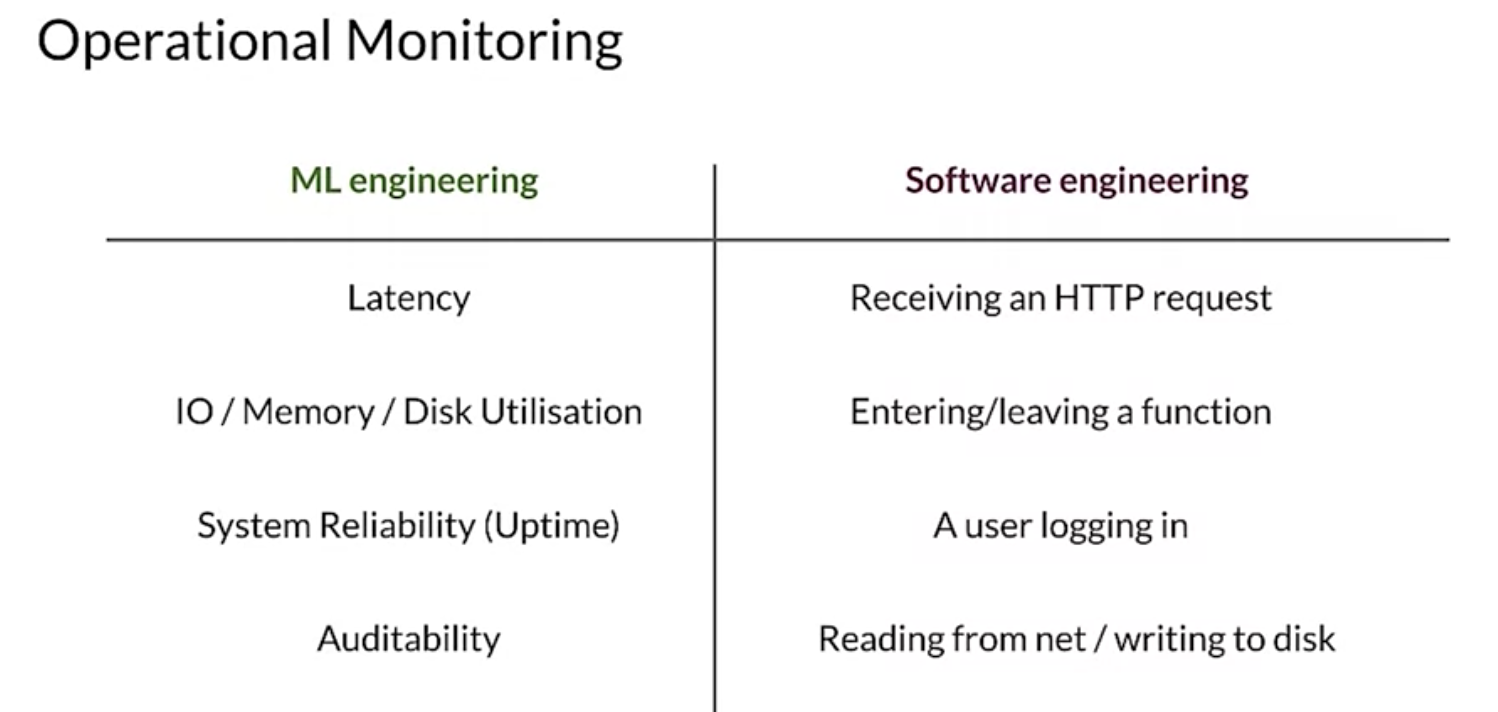 Operational Monitoring
ML engineering
Software engineering
Latency
Receiving an HTTP request
IO / Memory / Disk Utilisation
Entering/leaving a function
System Reliability (Uptime)
A user logging in
Auditability
Reading from net / writing to disk